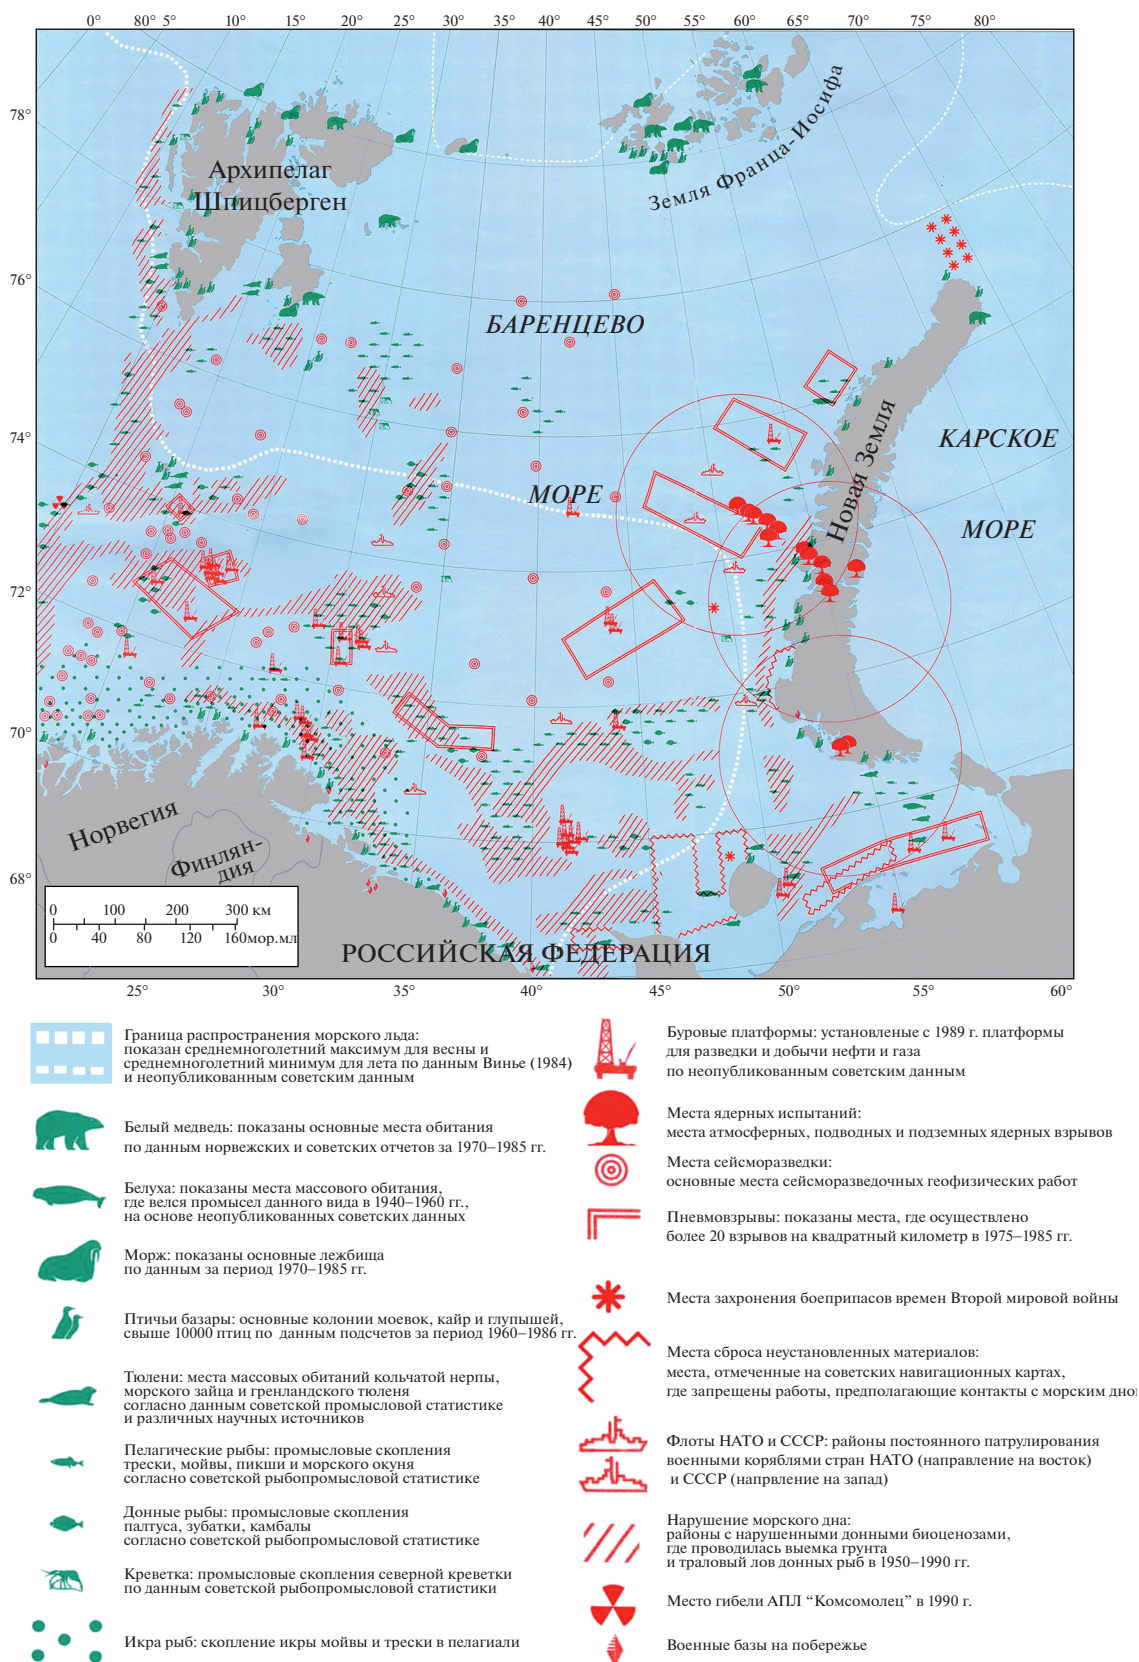 0° 80° 5° 10° 15° 20° 25° 30° 35° 40° 45° 50° 55° 60° 65° 70° 75° 80°
78°
76°
74°
72°
70°
68°
Архипелаг
Шпицберген
Земля Франца-Иосифа
БАРЕНЦЕВО
МОРЕ
Новая Земля
КАРСКОЕ
МОРЕ
Норвегия
Финлян-
дия
РОССИЙСКАЯ ФЕДЕРАЦИЯ
0 100 200 300 км
0 40 80 120 160мор.мл
25° 30° 35° 40° 45° 50° 55° 60°
Граница распространения морского льда:
показан среднемноголетний максимум для весны и
среднемноголетний минимум для лета по данным Винье (1984)
и неопубликованным советским данным
Белый медведь: показаны основные места обитания
по данным норвежских и советских отчетов за 1970–1985 гг.
Белуха: показаны места массового обитания,
где велся промысел данного вида в 1940–1960 гг.,
на основе неопубликованных советских данных
Морж: показаны основные лежбища
по данным за период 1970–1985 гг.
Птичьи базары: основные колонии моевок, кайр и глупышей,
свыше 10000 птиц по данным подсчетов за период 1960–1986 гг.
Тюлени: места массовых обитаний кольчатой нерпы,
морского зайца и гренландского тюленя
согласно данным советской промысловой статистике
и различных научных источников
Пелагические рыбы: промысловые скопления
трески, мойвы, пикши и морского окуня
согласно советской рыбопромысловой статистике
Донные рыбы: промысловые скопления
палтуса, зубатки, камбалы
согласно советской рыбопромысловой статистике
Креветка: промысловые скопления северной креветки
по данным советской рыбопромысловой статистики
Икра рыб: скопление икры мойвы и трески в пелагиали
Буровые платформы: установленые с 1989 г. платформы
для разведки и добычи нефти и газа
по неопубликованным советским данным
Места ядерных испытаний:
места атмосферных, подводных и подземных ядерных взрывов
Места сейсморазведки:
основные места сейсморазведочных геофизических работ
Пневмовзрывы: показаны места, где осуществлено
более 20 взрывов на квадратный километр в 1975–1985 гг.
Места захронения боеприпасов времен Второй мировой войны
Места сброса неустановленных материалов:
места, отмеченные на советских навигационных картах,
где запрещены работы, предполагающие контакты с морским дном
Флоты НАТО и СССР: районы постоянного патрулирования
военными кораблями стран НАТО (направление на восток)
и СССР (напрвление на запад)
Нарушение морского дна:
районы с нарушенными донными биоценозами,
где проводилась выемка грунта
и траловый лов донных рыб в 1950–1990 гг.
Место гибели АПЛ “Комсомолец” в 1990 г.
Военные базы на побережье